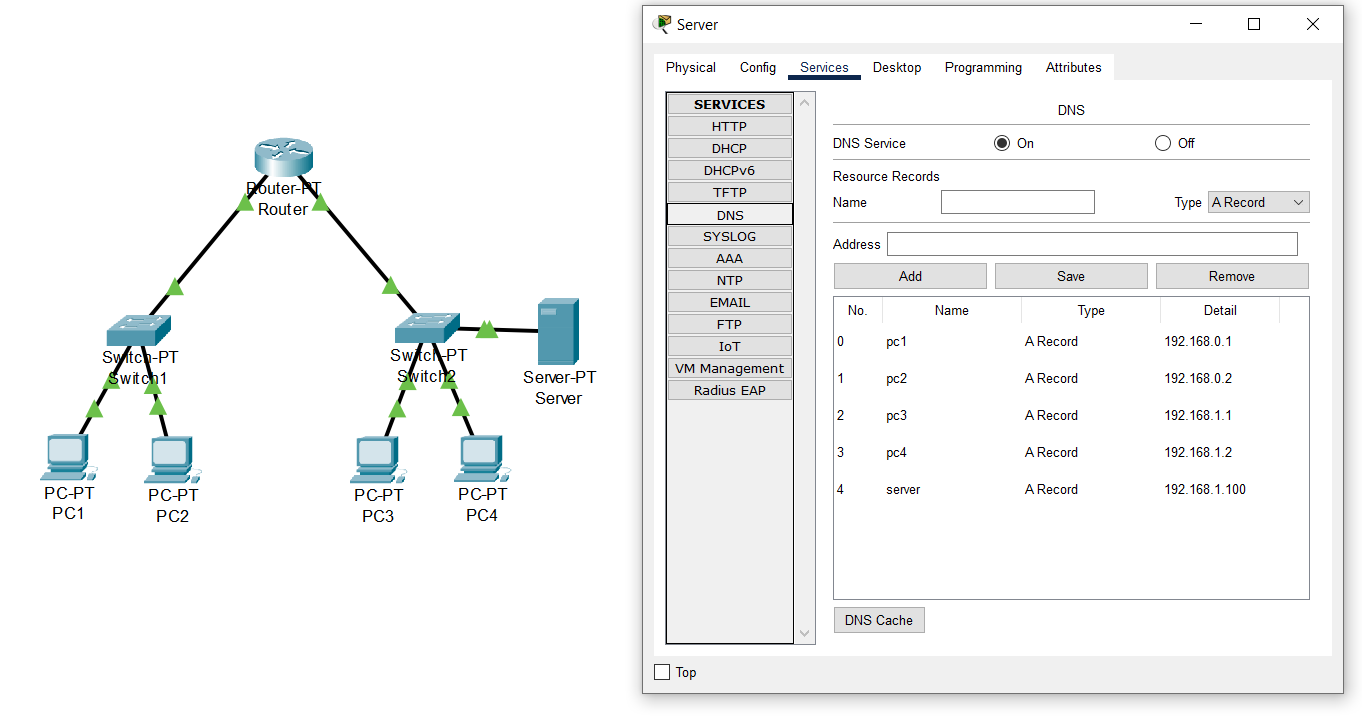 Router-PT
Router
Switch-PT
Switch1
Switch-PT
Switch2
Server-PT
Server
PC-PT
PC1
PC-PT
PC2
PC-PT
PC3
PC-PT
PC4
Server
Physical Config Services Desktop Programming Attributes
SERVICES
HTTP
DHCP
DHCPv6
TFTP
DNS
SYSLOG
AAA
NTP
EMAIL
FTP
IoT
VM Management
Radius EAP
DNS
DNS Service On Off
Resource Records
Name Type A Record
Address
Add Save Remove
No. Name Type Detail
0 pc1 A Record 192.168.0.1
1 pc2 A Record 192.168.0.2
2 pc3 A Record 192.168.1.1
3 pc4 A Record 192.168.1.2
4 server A Record 192.168.1.100
DNS Cache
Top